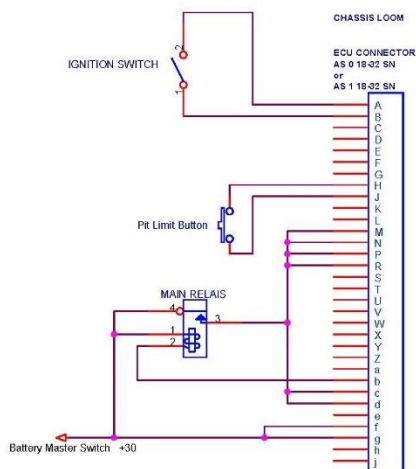 CHASSIS LOOM
ECU CONNECTOR
AS 0 18-32 SN
or
AS 1 18-32 SN
IGNITION SWITCH
2
1
A
B
C
D
E
F
G
H
J
K
L
M
N
P
R
S
T
U
V
W
X
Y
Z
a
b
c
d
e
f
g
h
j
Pit Limit Button
MAIN RELAIS
4
3
1
2
Battery Master Switch +30